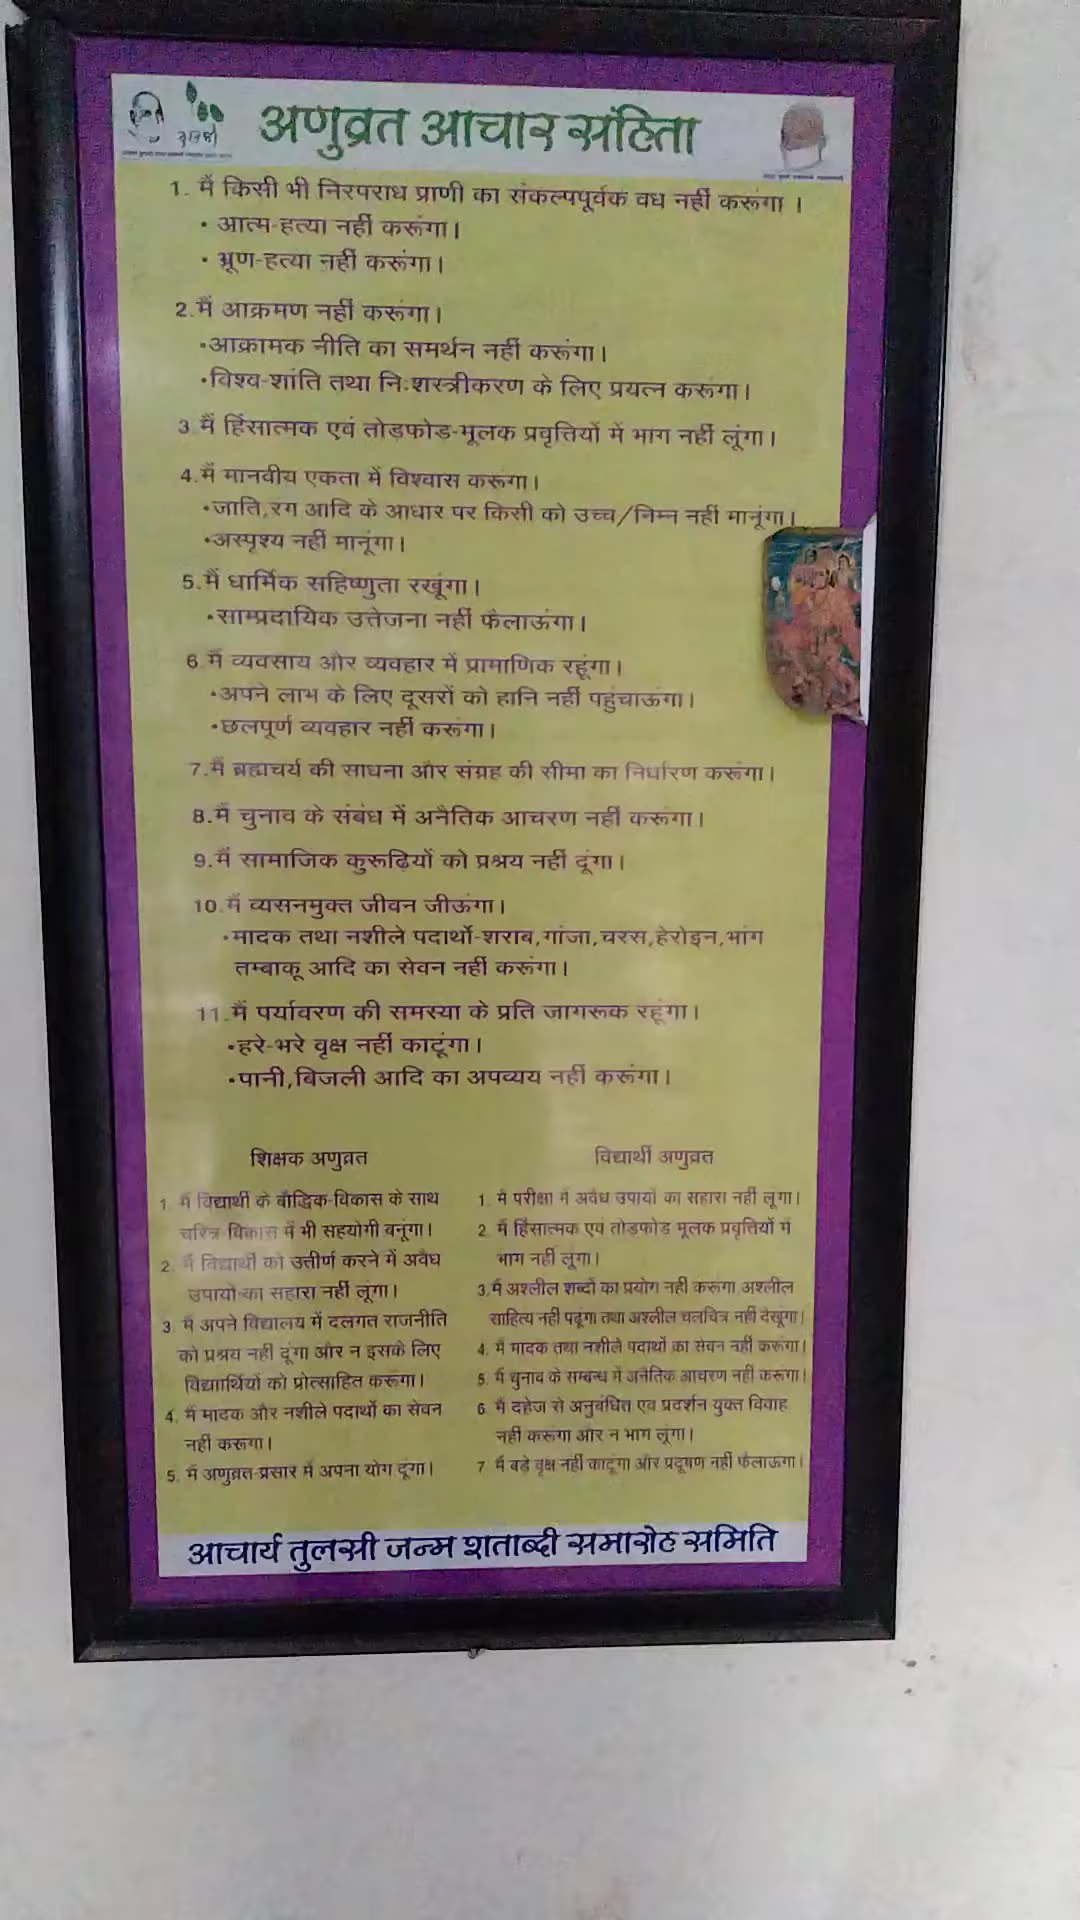 अणुव्रत आचार संहिता
1. मैं किसी भी निरपराध प्राणी का संकल्पपूर्वक वध नहीं करूंगा ।
• आत्म-हत्या नहीं करूंगा।
• भ्रूण-हत्या नहीं करूंगा।
2.मैं आक्रमण नहीं करूंगा।
•आक्रामक नीति का समर्थन नहीं करूंगा।
•विश्व-शांति तथा निःशस्त्रीकरण के लिए प्रयत्न करूंगा।
3.मैं हिंसात्मक एवं तोड़फोड़-मूलक प्रवृत्तियों में भाग नहीं लूंगा।
4.मैं मानवीय एकता में विश्वास करूंगा।
•जाति,रंग आदि के आधार पर किसी को उच्च/निम्न नहीं मानूंगा।
•अस्पृश्य नहीं मानूंगा।
5.मैं धार्मिक सहिष्णुता रखूंगा।
•साम्प्रदायिक उत्तेजना नहीं फैलाऊंगा।
6.मैं व्यवसाय और व्यवहार में प्रामाणिक रहूंगा।
•अपने लाभ के लिए दूसरों को हानि नहीं पहुंचाऊंगा।
•छलपूर्ण व्यवहार नहीं करूंगा।
7.मैं ब्रह्मचर्य की साधना और संग्रह की सीमा का निर्धारण करूंगा।
8.मैं चुनाव के संबंध में अनैतिक आचरण नहीं करूंगा।
9.मैं सामाजिक कुरूढ़ियों को प्रश्रय नहीं दूंगा।
10.मैं व्यसनमुक्त जीवन जीऊंगा।
•मादक तथा नशीले पदार्थो-शराब,गांजा,चरस,हेरोइन,भांग
तम्बाकू आदि का सेवन नहीं करूंगा।
11.मैं पर्यावरण की समस्या के प्रति जागरूक रहूंगा।
•हरे-भरे वृक्ष नहीं काटूंगा।
•पानी,बिजली आदि का अपव्यय नहीं करूंगा।
शिक्षक अणुव्रत
1. मैं विद्यार्थी के बौद्धिक-विकास के साथ
चरित्र-विकास में भी सहयोगी बनूंगा।
2. मैं विद्यार्थी को उत्तीर्ण करने में अवैध
उपायों का सहारा नहीं लूंगा।
3. मैं अपने विद्यालय में दलगत राजनीति
को प्रश्रय नहीं दूंगा और न इसके लिए
विद्यार्थियों को प्रोत्साहित करूंगा।
4. मैं मादक और नशीले पदार्थो का सेवन
नहीं करूंगा।
5. मैं अणुव्रत-प्रसार में अपना योग दूंगा।
विद्यार्थी अणुव्रत
1. मैं परीक्षा में अवैध उपायों का सहारा नहीं लूंगा।
2. मैं हिंसात्मक एवं तोड़फोड़ मूलक प्रवृत्तियों में
भाग नहीं लूंगा।
3.मैं अश्लील शब्दों का प्रयोग नहीं करूंगा,अश्लील
साहित्य नहीं पढूंगा तथा अश्लील चलचित्र नहीं देखूंगा।
4. मैं मादक तथा नशीले पदार्थो का सेवन नहीं करूंगा।
5. मैं चुनाव के सम्बन्ध में अनैतिक आचरण नहीं करूंगा।
6. मैं दहेज से अनुबंधित एवं प्रदर्शन युक्त विवाह
नहीं करूंगा और न भाग लूंगा।
7. मैं बड़े वृक्ष नहीं काटूंगा और प्रदूषण नहीं फैलाऊंगा।
आचार्य तुलसी जन्म शताब्दी समारोह समिति